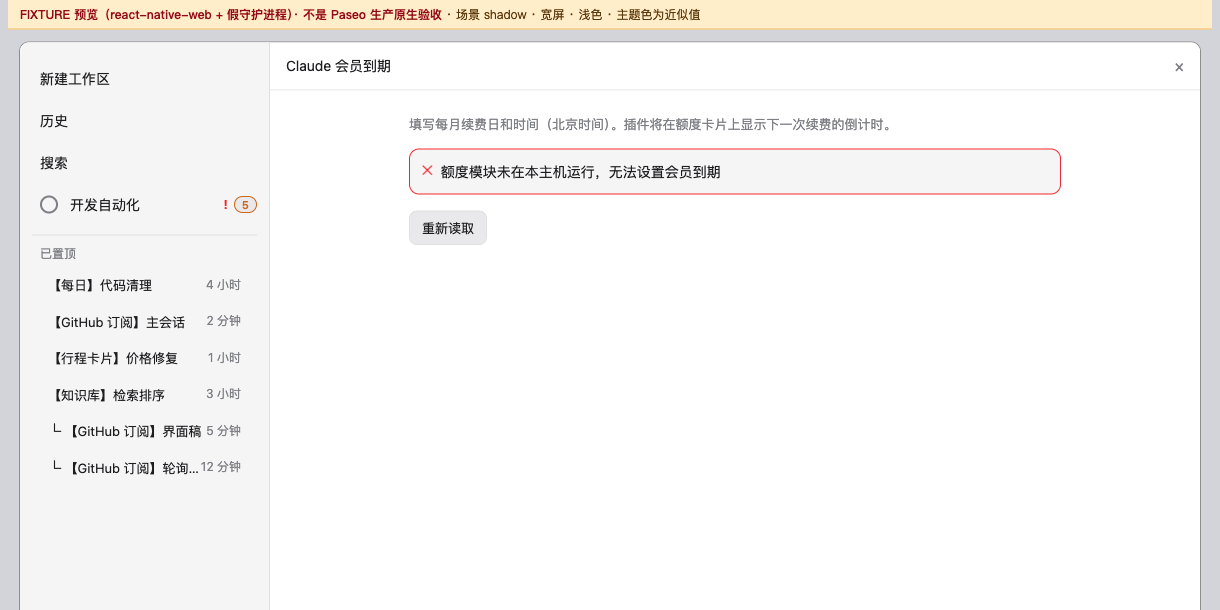 FIXTURE 预览（react-native-web + 假守护进程）· 不是 Paseo 生产原生验收 · 场景 shadow · 宽屏 · 浅色 · 主题色为近似值
新建工作区
历史
搜索
开发自动化 ! 5
已置顶
【每日】代码清理 4 小时
【GitHub 订阅】主会话 2 分钟
【行程卡片】价格修复 1 小时
【知识库】检索排序 3 小时
└ 【GitHub 订阅】界面稿 5 分钟
└ 【GitHub 订阅】轮询... 12 分钟
Claude 会员到期 ×
填写每月续费日和时间（北京时间）。插件将在额度卡片上显示下一次续费的倒计时。
× 额度模块未在本主机运行，无法设置会员到期
重新读取